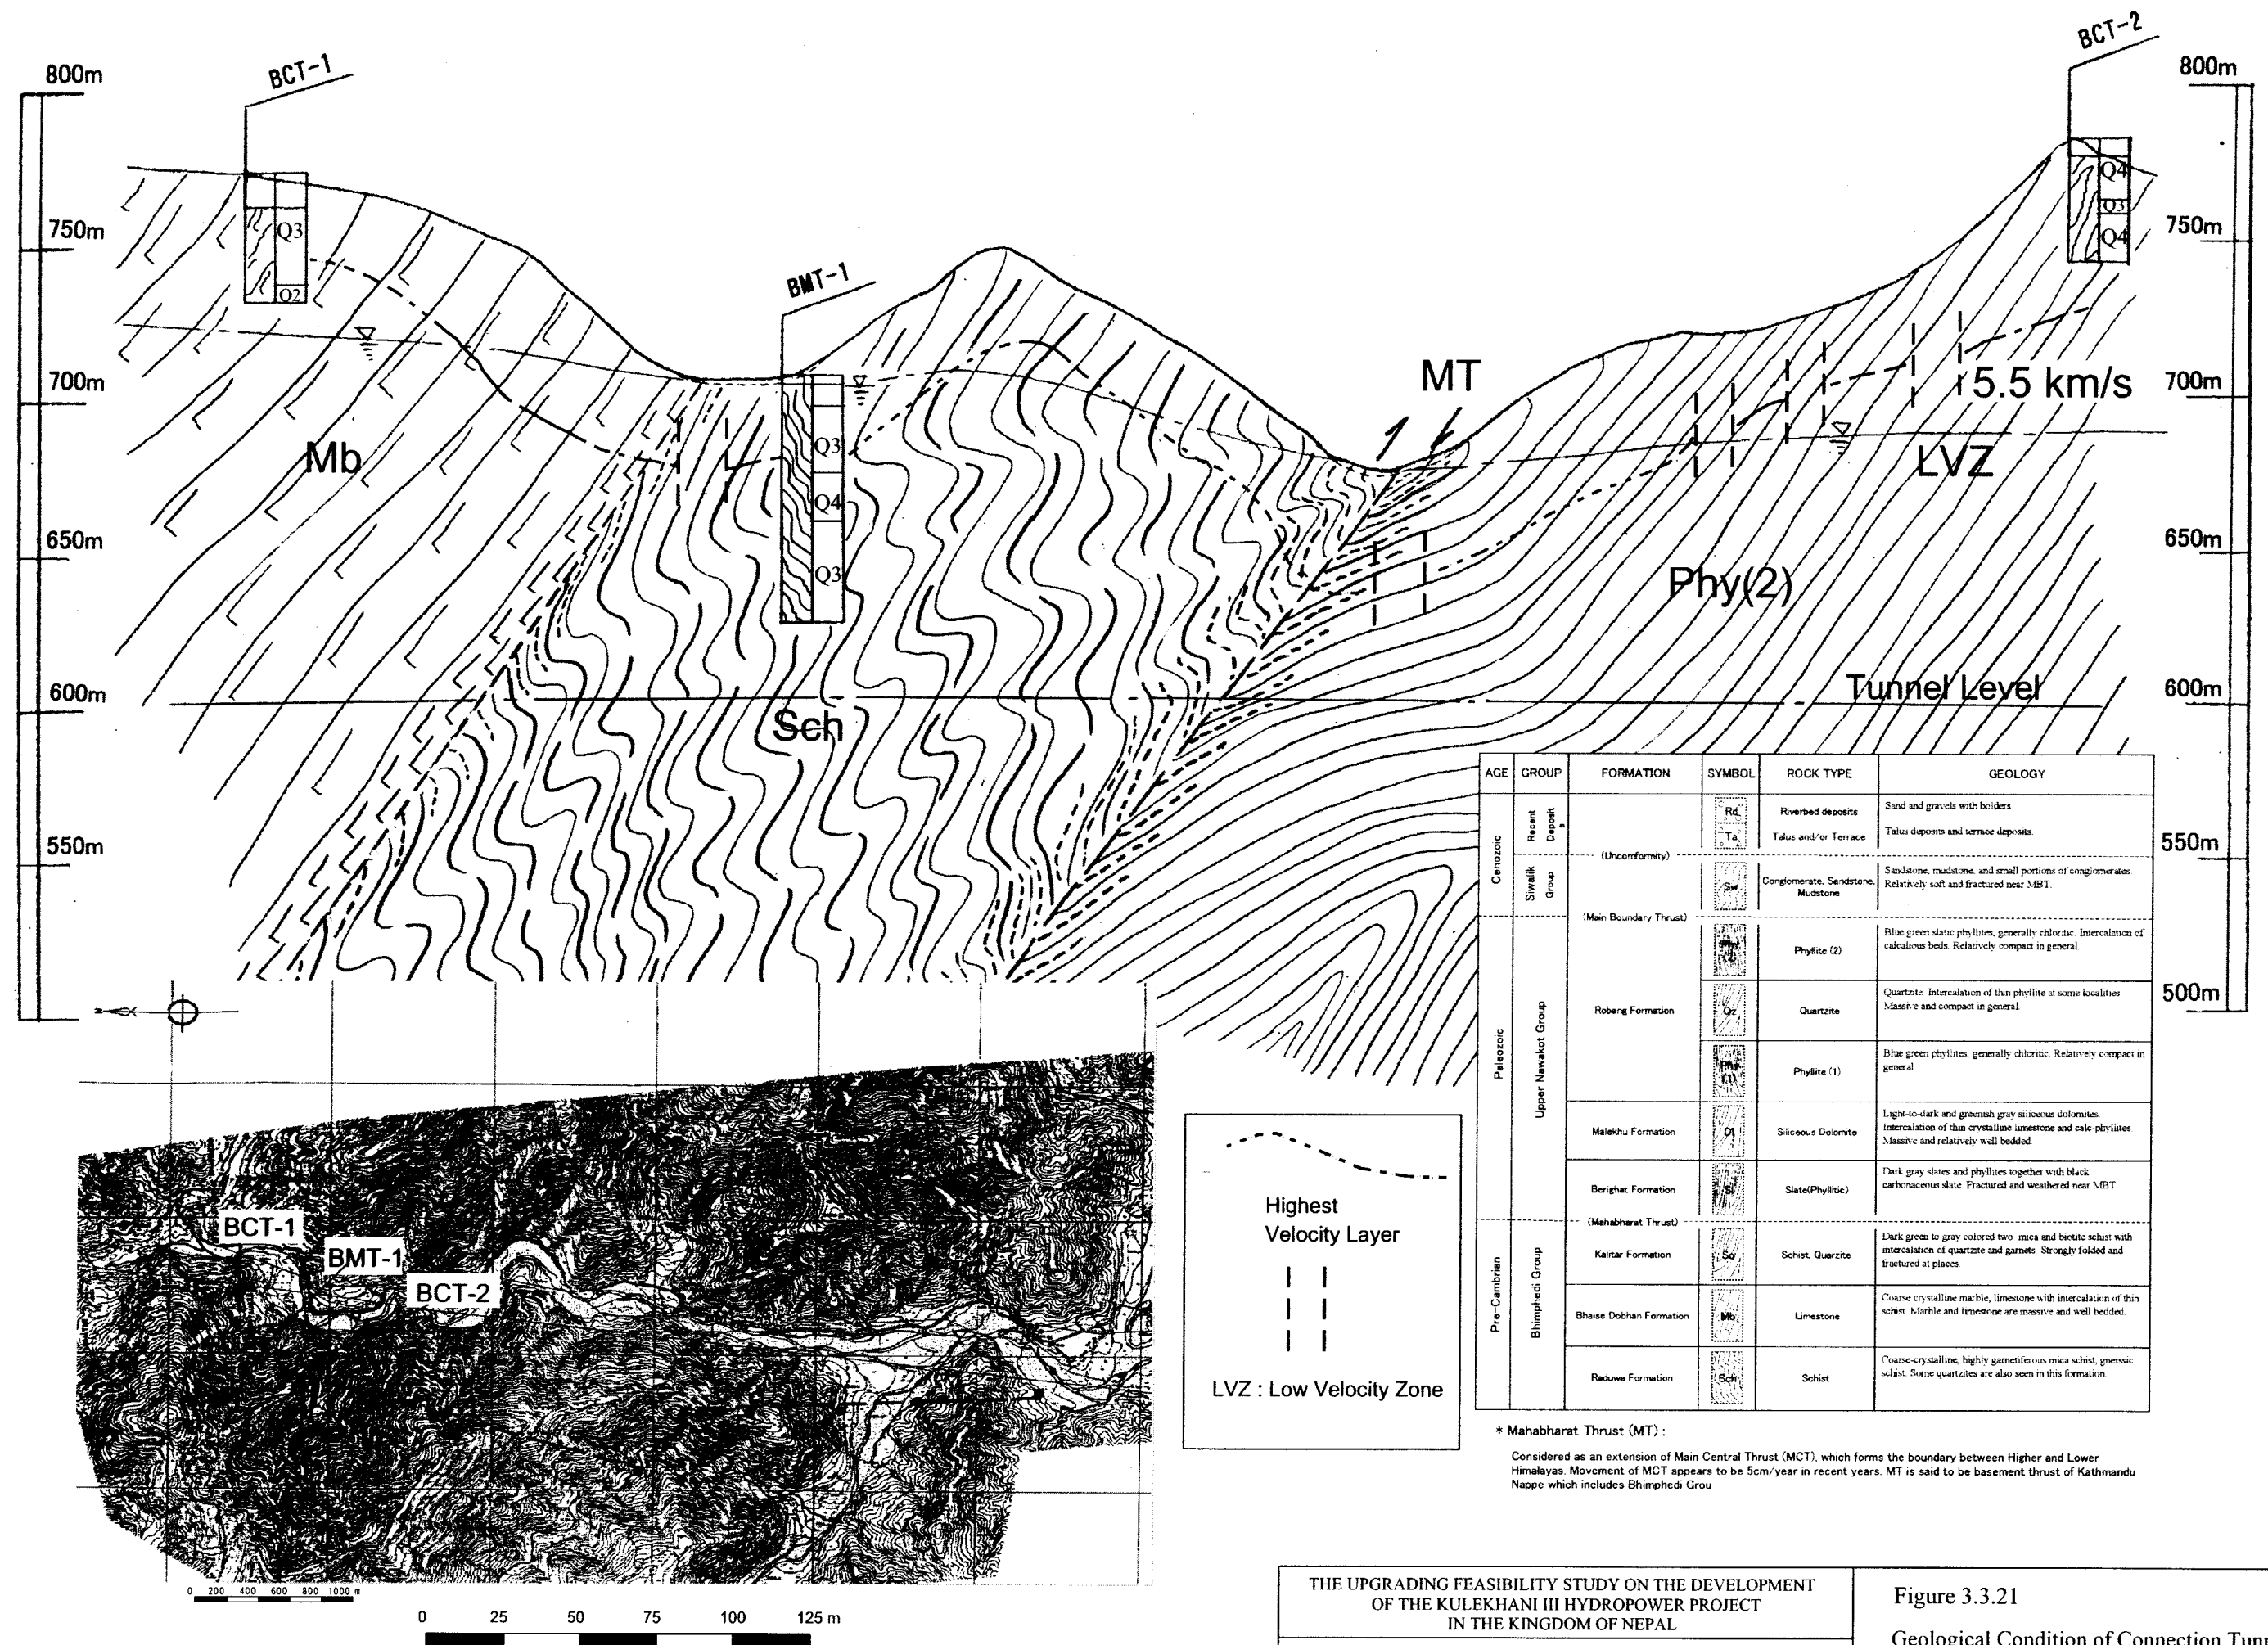 BCT-1
BCT-2
800m
800m
Q3
Q2
Q4
Q3
Q4
750m
750m
BMT-1
MT
700m
700m
5.5 km/s
Mb
Q3
LVZ
Q4
650m
650m
Q3
Phy(2)
600m
Tunnel Level
600m
Sch
AGE GROUP FORMATION SYMBOL ROCK TYPE GEOLOGY
Cenozoic
Recent Deposit s
Rd Riverbed deposits Sand and gravels with bolders
Ta Talus and/or Terrace Talus deposits and terrace deposits.
(Unconformity)
Siwalik Group
Sw Conglomerate, Sandstone, Mudstone
Sandstone, mudstone, and small portions of conglomerates.
Relatively soft and fractured near MBT.
(Main Boundary Thrust)
Paleozoic
Upper Nawakot Group
Robang Formation
Phy (2) Phyllite (2)
Blue green slatic phyllites, generally chloritic. Intercalation of
calcalious beds. Relatively compact in general.
Qz Quartzite
Quartzite. Intercalation of thin phyllite at some localities.
Massive and compact in general.
Phy (1) Phyllite (1)
Blue green phyllites, generally chloritic. Relatively compact in
general.
Malekhu Formation Dl Siliceous Dolomite
Light-to-dark and greenish gray siliceous dolomites.
Intercalation of thin crystalline limestone and calc-phyllites.
Massive and relatively well bedded.
Berighat Formation Sl Slate(Phyllitic)
Dark gray slates and phyllites together with black
carbonaceous slate. Fractured and weathered near MBT.
(Mahabharat Thrust)
Pre-Cambrian
Bhimphedi Group
Kalitar Formation Sq Schist, Quarzite
Dark green to gray colored two mica and biotite schist with
intercalation of quartzite and garnets. Strongly folded and
fractured at places.
Bhaise Dobhan Formation Mb Limestone
Coarse crystalline marble, limestone with intercalation of thin
schist. Marble and limestone are massive and well bedded.
Raduwa Formation Sch Schist
Coarse-crystalline, highly garnetiferous mica schist, gneissic
schist. Some quartzites are also seen in this formation.
550m
550m
500m
N
BCT-1
BMT-1
BCT-2
Highest
Velocity Layer
LVZ : Low Velocity Zone
* Mahabharat Thrust (MT) :
Considered as an extension of Main Central Thrust (MCT), which forms the boundary between Higher and Lower
Himalayas. Movement of MCT appears to be 5cm/year in recent years. MT is said to be basement thrust of Kathmandu
Nappe which includes Bhimphedi Grou
0 200 400 600 800 1000 m
0 25 50 75 100 125 m
THE UPGRADING FEASIBILITY STUDY ON THE DEVELOPMENT
OF THE KULEKHANI III HYDROPOWER PROJECT
IN THE KINGDOM OF NEPAL
Figure 3.3.21
Geological Condition of Connection Tun